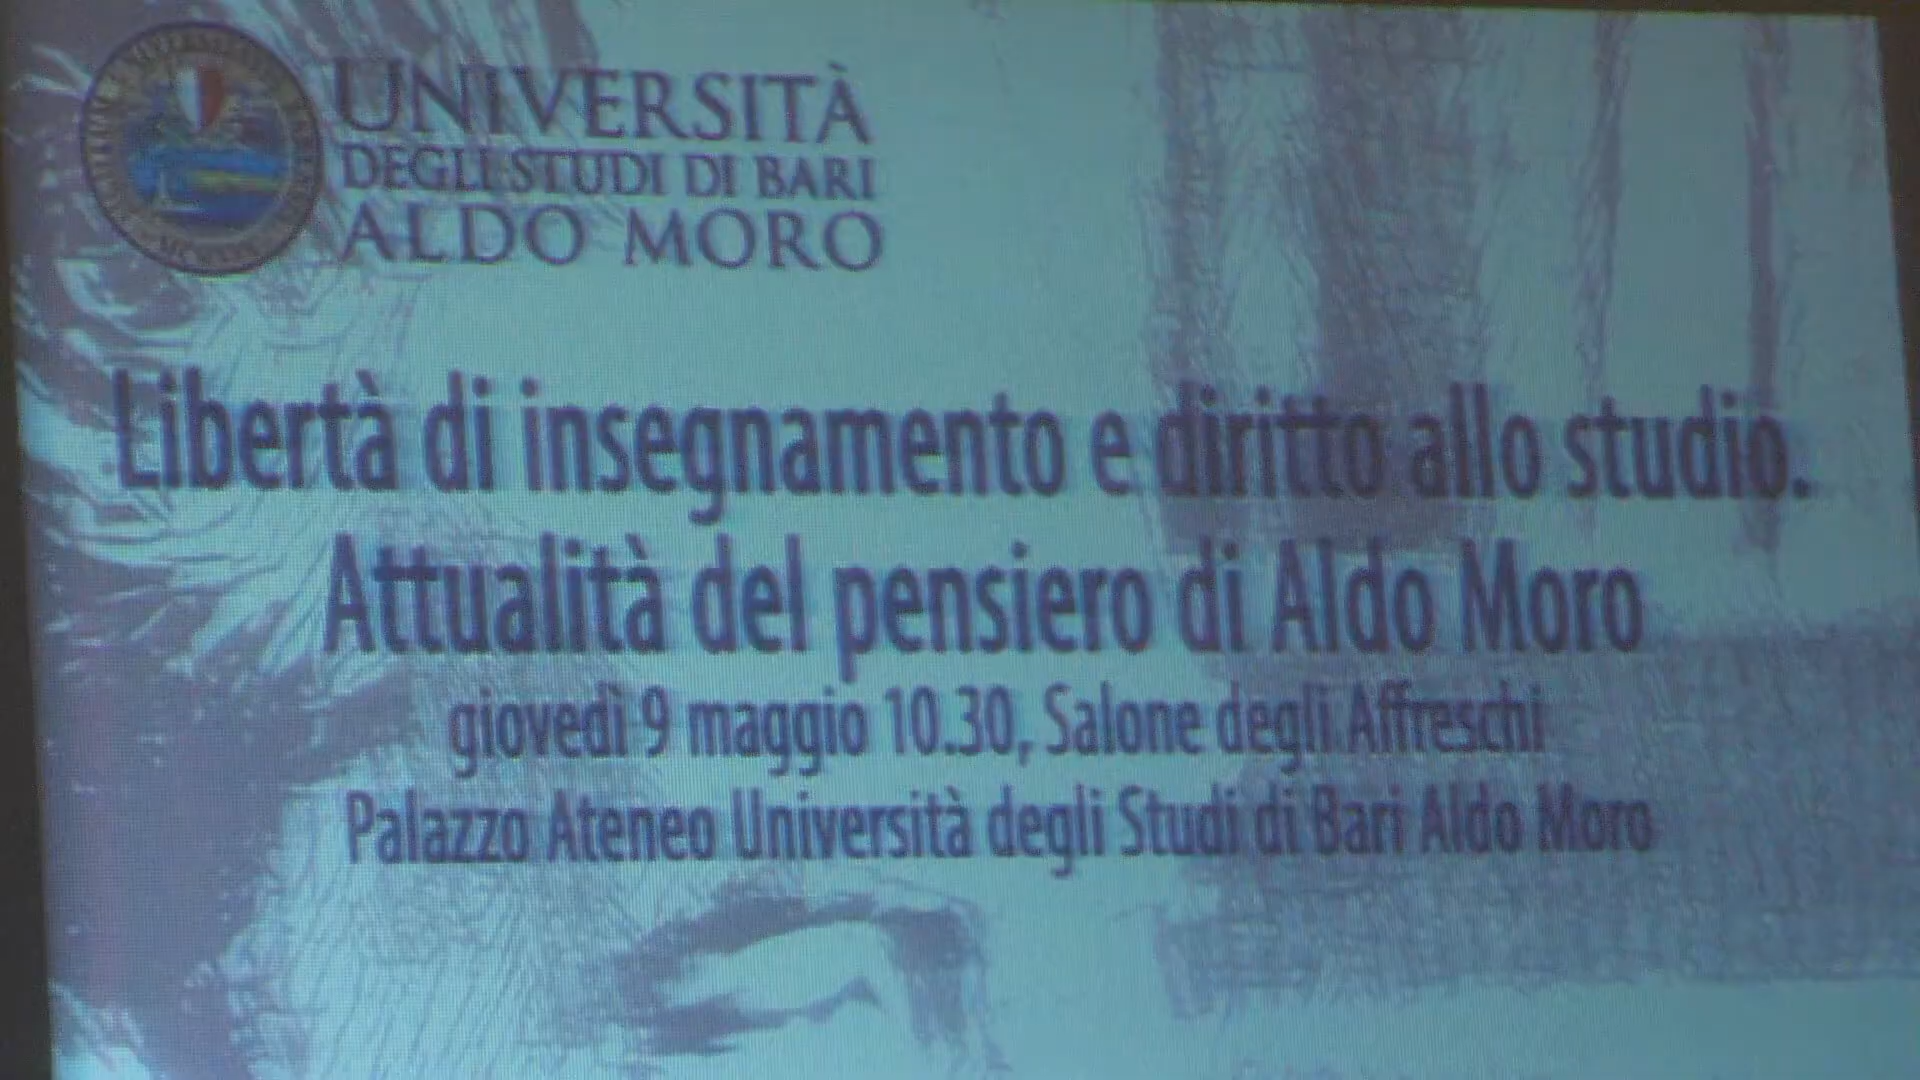 UNIVERSITÀ
DEGLI STUDI DI BARI
ALDO MORO
Libertà di insegnamento e diritto allo studio.
Attualità del pensiero di Aldo Moro
giovedì 9 maggio 10.30, Salone degli Affreschi
Palazzo Ateneo Università degli Studi di Bari Aldo Moro